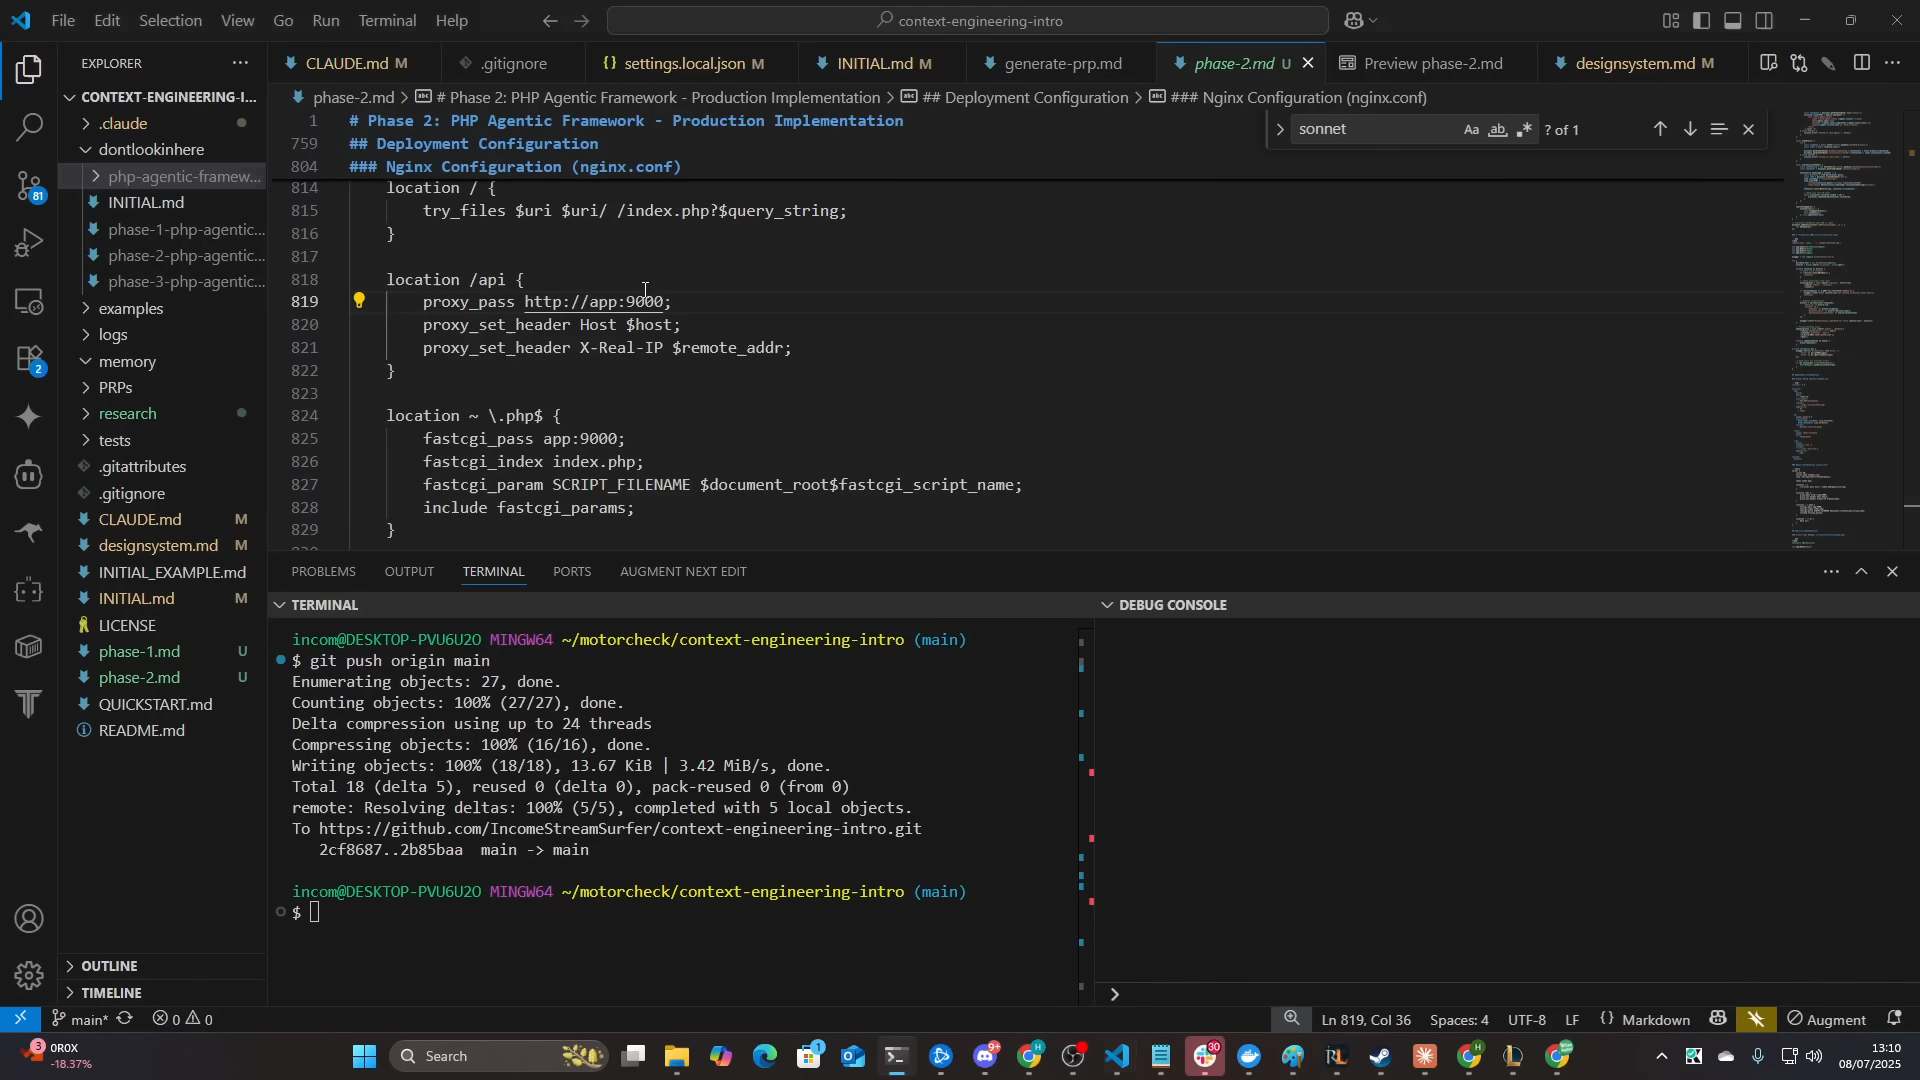 File Edit Selection View Go Run Terminal Help
context-engineering-intro
EXPLORER
CLAUDE.md M
.gitignore
settings.local.json M
INITIAL.md M
generate-prp.md
phase-2.md U
Preview phase-2.md
designsystem.md M
CONTEXT-ENGINEERING-I...
.claude
dontlookinhere
php-agentic-framew...
INITIAL.md
phase-1-php-agentic...
phase-2-php-agentic...
phase-3-php-agentic...
examples
logs
memory
PRPs
research
tests
.gitattributes
.gitignore
CLAUDE.md M
designsystem.md M
INITIAL_EXAMPLE.md
INITIAL.md M
LICENSE
phase-1.md U
phase-2.md U
QUICKSTART.md
README.md
OUTLINE
TIMELINE
81
2
phase-2.md > # Phase 2: PHP Agentic Framework - Production Implementation > ## Deployment Configuration > ### Nginx Configuration (nginx.conf)
sonnet
Aa ab ? of 1
1 # Phase 2: PHP Agentic Framework - Production Implementation
759 ## Deployment Configuration
804 ### Nginx Configuration (nginx.conf)
814 location / {
815 try_files $uri $uri/ /index.php?$query_string;
816 }
817
818 location /api {
819 proxy_pass http://app:9000;
820 proxy_set_header Host $host;
821 proxy_set_header X-Real-IP $remote_addr;
822 }
823
824 location ~ \.php$ {
825 fastcgi_pass app:9000;
826 fastcgi_index index.php;
827 fastcgi_param SCRIPT_FILENAME $document_root$fastcgi_script_name;
828 include fastcgi_params;
829 }
PROBLEMS OUTPUT TERMINAL PORTS AUGMENT NEXT EDIT
TERMINAL
DEBUG CONSOLE
incom@DESKTOP-PVU6U2O MINGW64 ~/motorcheck/context-engineering-intro (main)
$ git push origin main
Enumerating objects: 27, done.
Counting objects: 100% (27/27), done.
Delta compression using up to 24 threads
Compressing objects: 100% (16/16), done.
Writing objects: 100% (18/18), 13.67 KiB | 3.42 MiB/s, done.
Total 18 (delta 5), reused 0 (delta 0), pack-reused 0 (from 0)
remote: Resolving deltas: 100% (5/5), completed with 5 local objects.
To https://github.com/IncomeStreamSurfer/context-engineering-intro.git
2cf8687..2b85baa main -> main
incom@DESKTOP-PVU6U2O MINGW64 ~/motorcheck/context-engineering-intro (main)
$
main* 0 0
Ln 819, Col 36 Spaces: 4 UTF-8 LF {} Markdown Augment
3
0R0X
-18.37%
Search
1
9+
30
13:10
08/07/2025